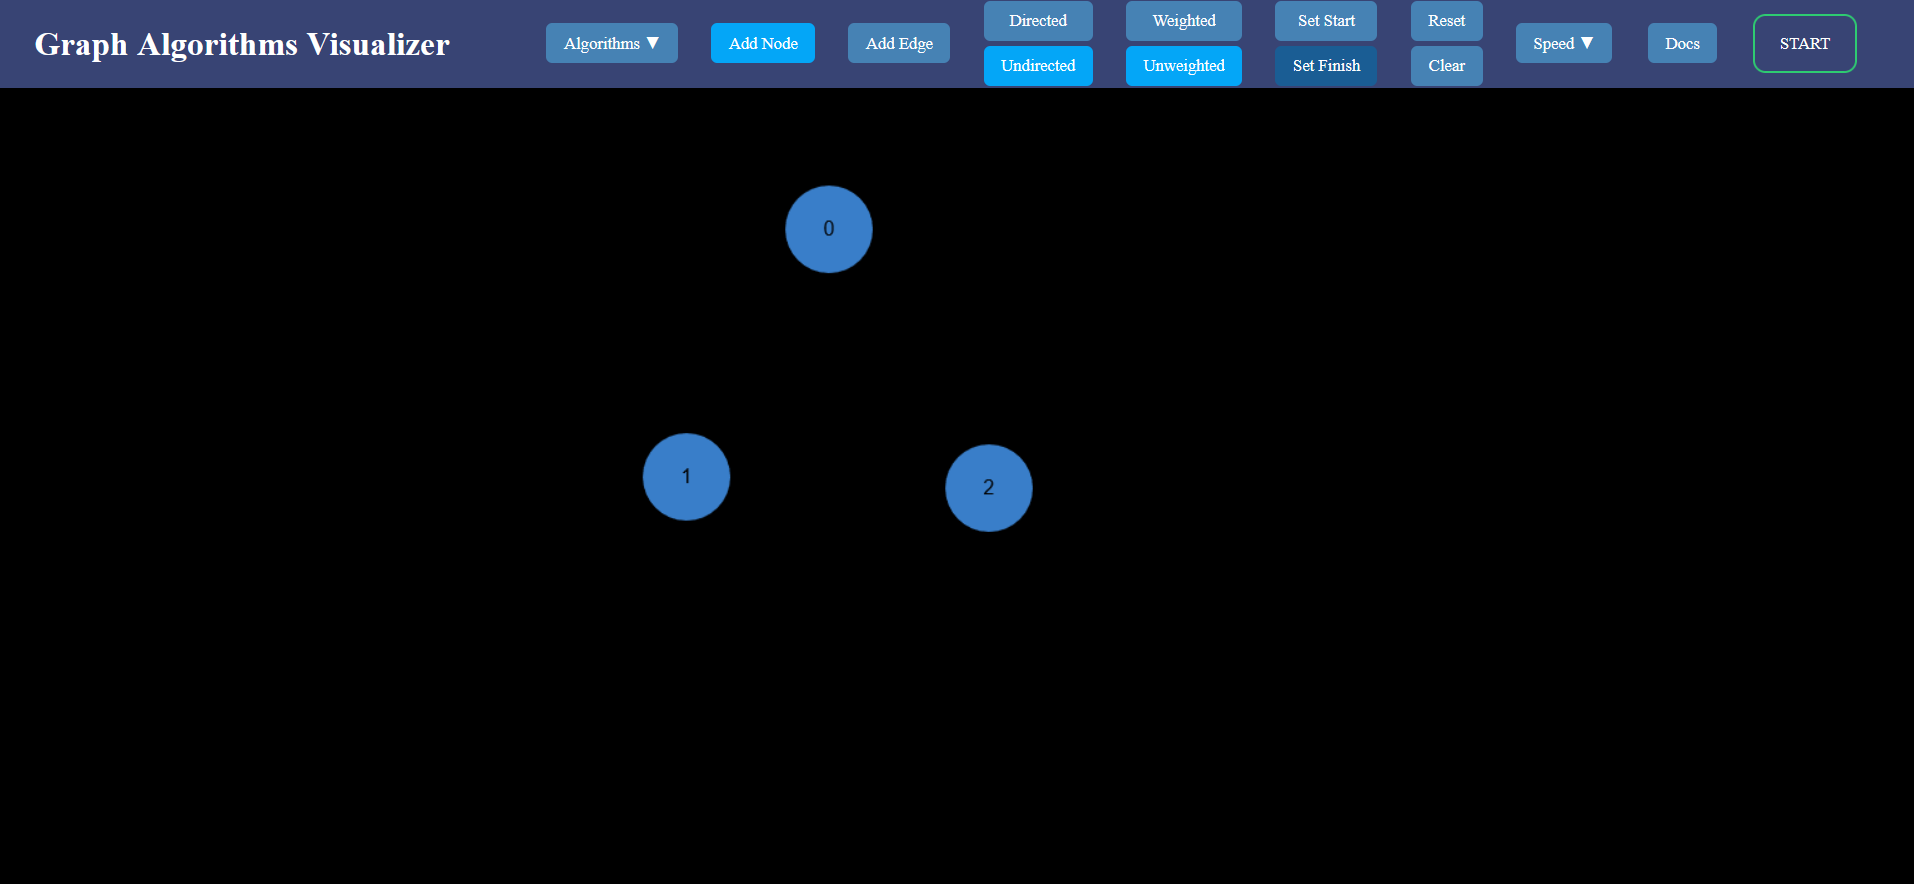 Graph Algorithms Visualizer
Algorithms ▼
Add Node
Add Edge
Directed
Undirected
Weighted
Unweighted
Set Start
Set Finish
Reset
Clear
Speed ▼
Docs
START
0
1
2